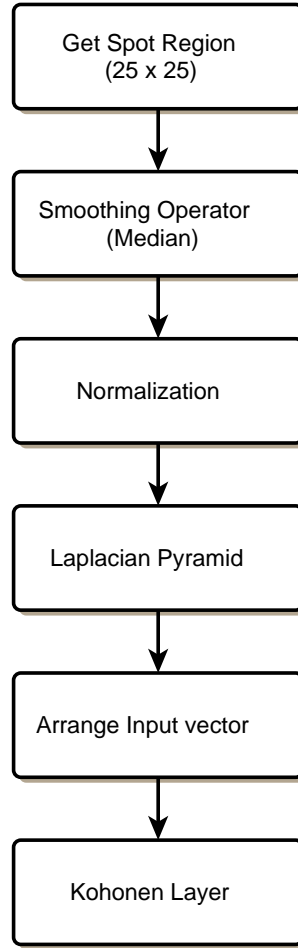 Get Spot Region
(25 x 25)
Smoothing Operator
(Median)
Normalization
Laplacian Pyramid
Arrange Input vector
Kohonen Layer